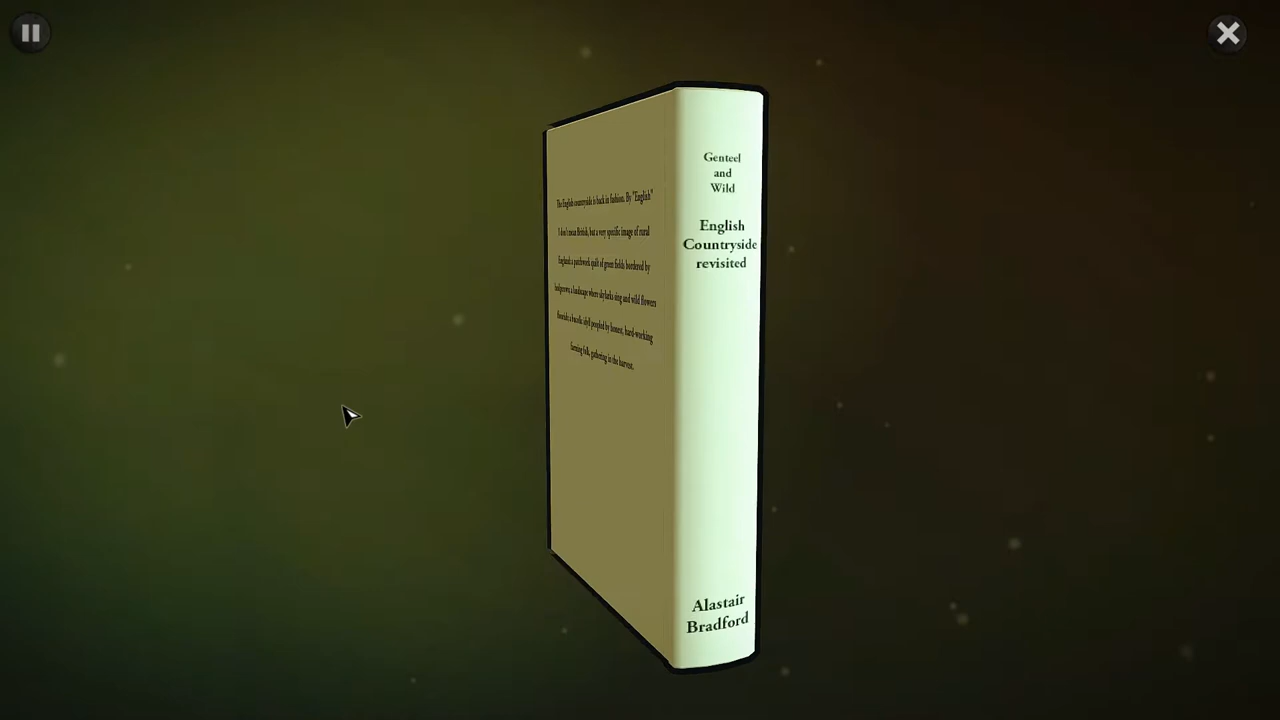 The English countryside is back in fashion. By "English"
I don't mean British, but a very specific image of rural
England: a patchwork quilt of green fields bordered by
hedgerows; a landscape where skylarks sing and wild flowers
flourish; a bucolic idyll peopled by honest, hard-working
farming folk, gathering in the harvest.
Genteel
and
Wild
English
Countryside
revisited
Alastair
Bradford